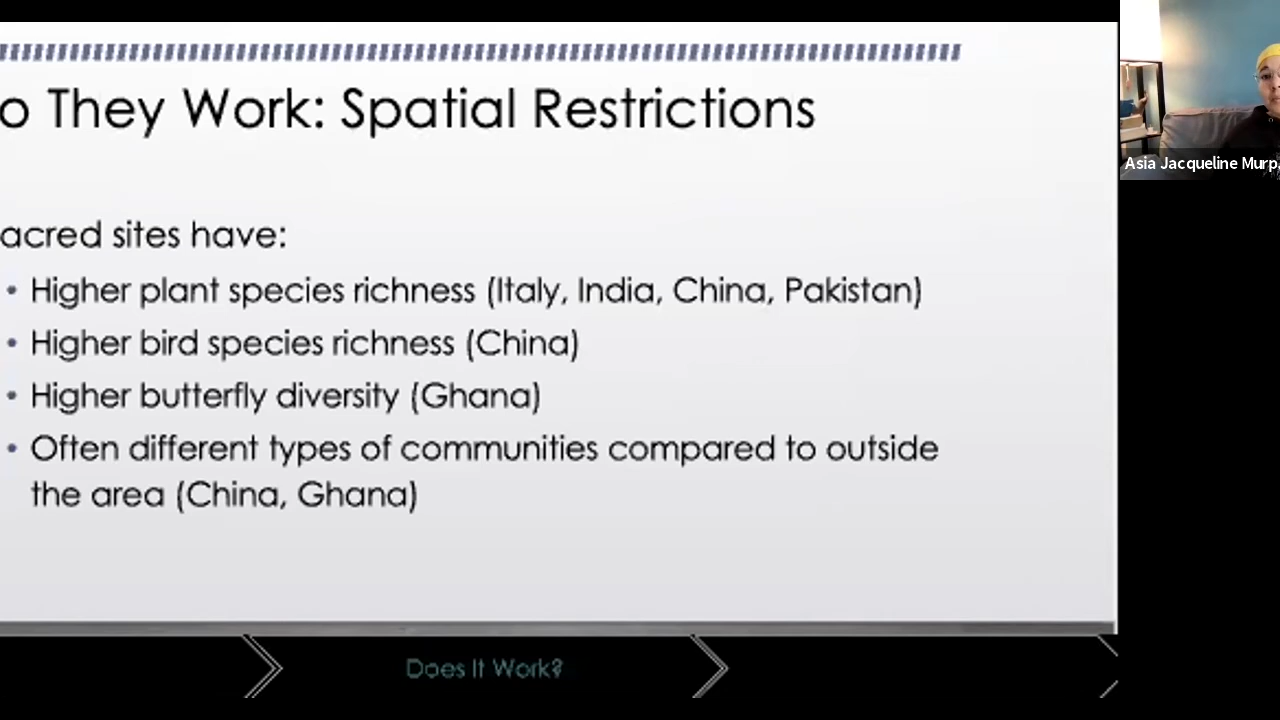 o They Work: Spatial Restrictions
acred sites have:
• Higher plant species richness (Italy, India, China, Pakistan)
• Higher bird species richness (China)
• Higher butterfly diversity (Ghana)
• Often different types of communities compared to outside
the area (China, Ghana)
Does It Work?
Asia Jacqueline Murp